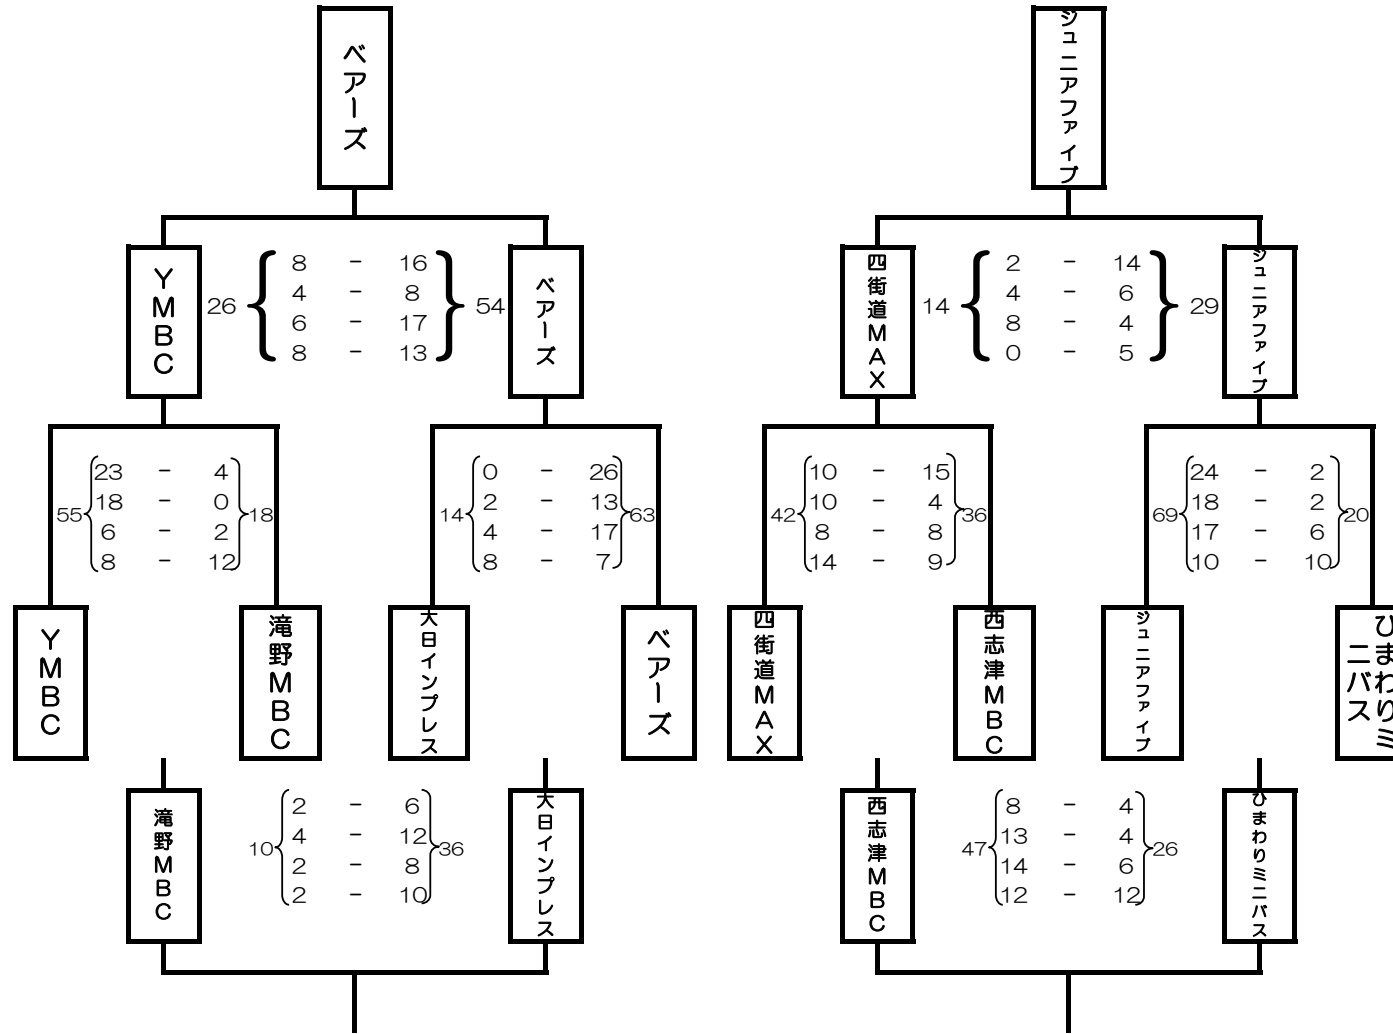 ベアーズ
ジュニアファイブ
YMBC
26
8 - 16
4 - 8
6 - 17
8 - 13
54
ベアーズ
四街道MAX
14
2 - 14
4 - 6
8 - 4
0 - 5
29
ジュニアファイブ
55
23 - 4
18 - 0
6 - 2
8 - 12
18
14
0 - 26
2 - 13
4 - 17
8 - 7
63
42
10 - 15
10 - 4
8 - 8
14 - 9
36
69
24 - 2
18 - 2
17 - 6
10 - 10
20
YMBC
滝野MBC
大日インプレス
ベアーズ
四街道MAX
西志津MBC
ジュニアファイブ
ひまわりミ
ニバス
滝野MBC
10
2 - 6
4 - 12
2 - 8
2 - 10
36
大日インプレス
西志津MBC
47
8 - 4
13 - 4
14 - 6
12 - 12
26
ひまわりミニバス